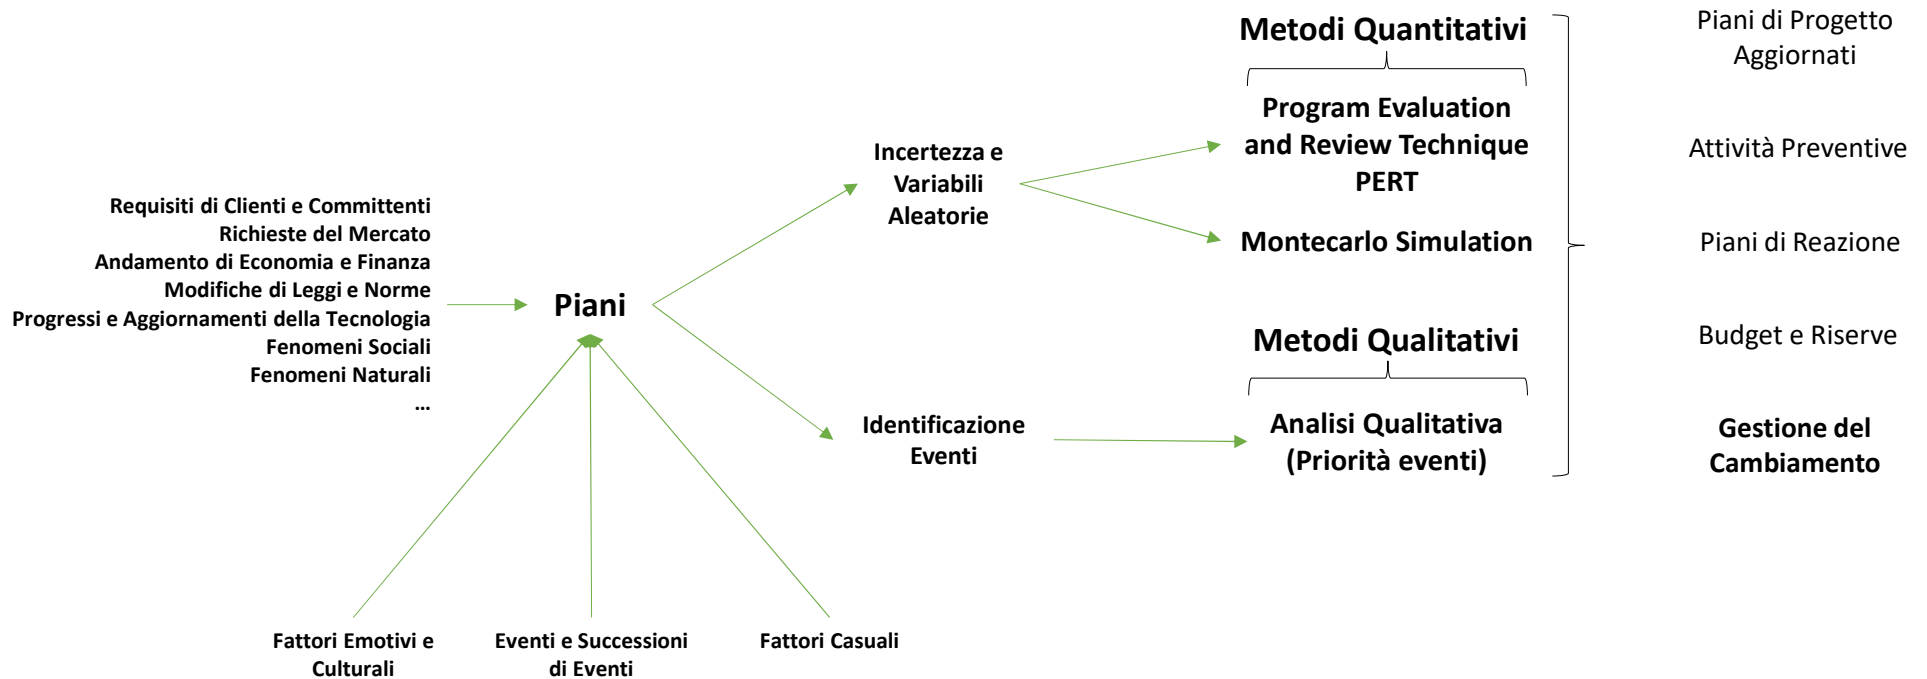 Requisiti di Clienti e Committenti
Richieste del Mercato
Andamento di Economia e Finanza
Modifiche di Leggi e Norme
Progressi e Aggiornamenti della Tecnologia
Fenomeni Sociali
Fenomeni Naturali
...
Piani
Fattori Emotivi e
Culturali
Eventi e Successioni
di Eventi
Fattori Casuali
Incertezza e
Variabili
Aleatorie
Identificazione
Eventi
Metodi Quantitativi
Program Evaluation
and Review Technique
PERT
Montecarlo Simulation
Metodi Qualitativi
Analisi Qualitativa
(Priorità eventi)
Piani di Progetto
Aggiornati
Attività Preventive
Piani di Reazione
Budget e Riserve
Gestione del
Cambiamento